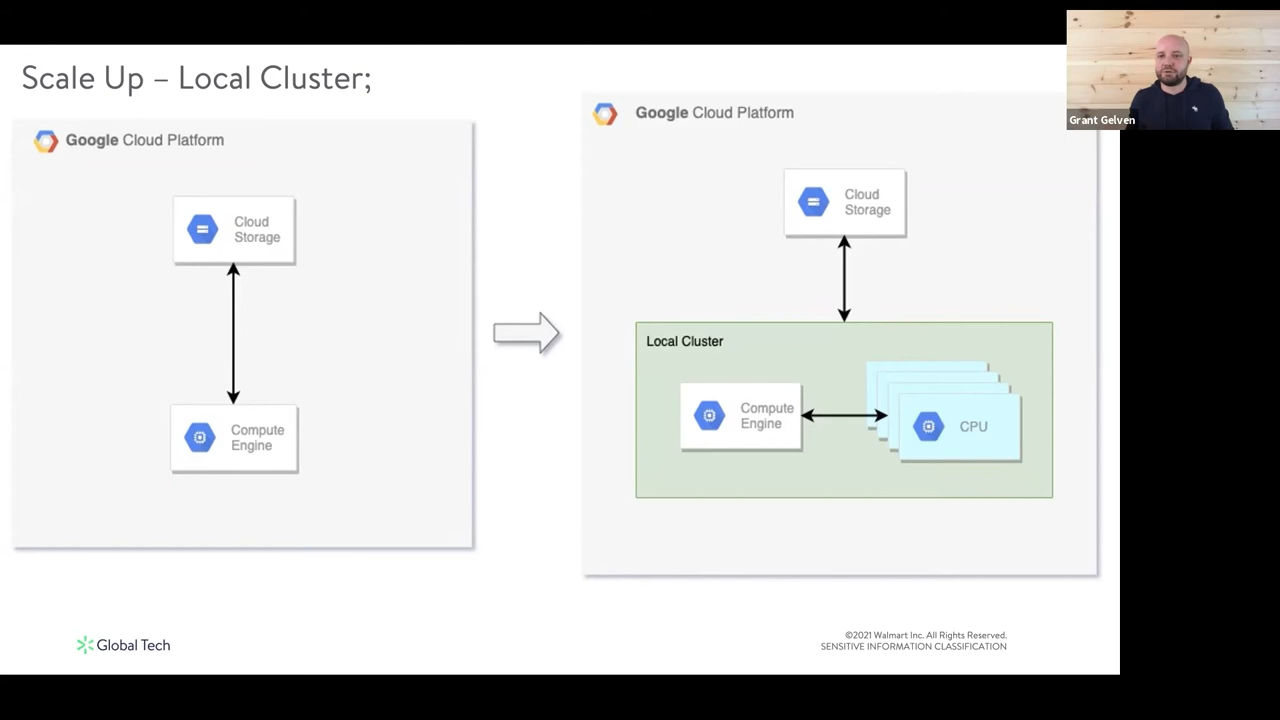 Scale Up – Local Cluster;
Google Cloud Platform
Cloud
Storage
Compute
Engine
Google Cloud Platform
Cloud
Storage
Local Cluster
Compute
Engine
CPU
Grant Gelven
Global Tech
©2021 Walmart Inc. All Rights Reserved.
SENSITIVE INFORMATION CLASSIFICATION